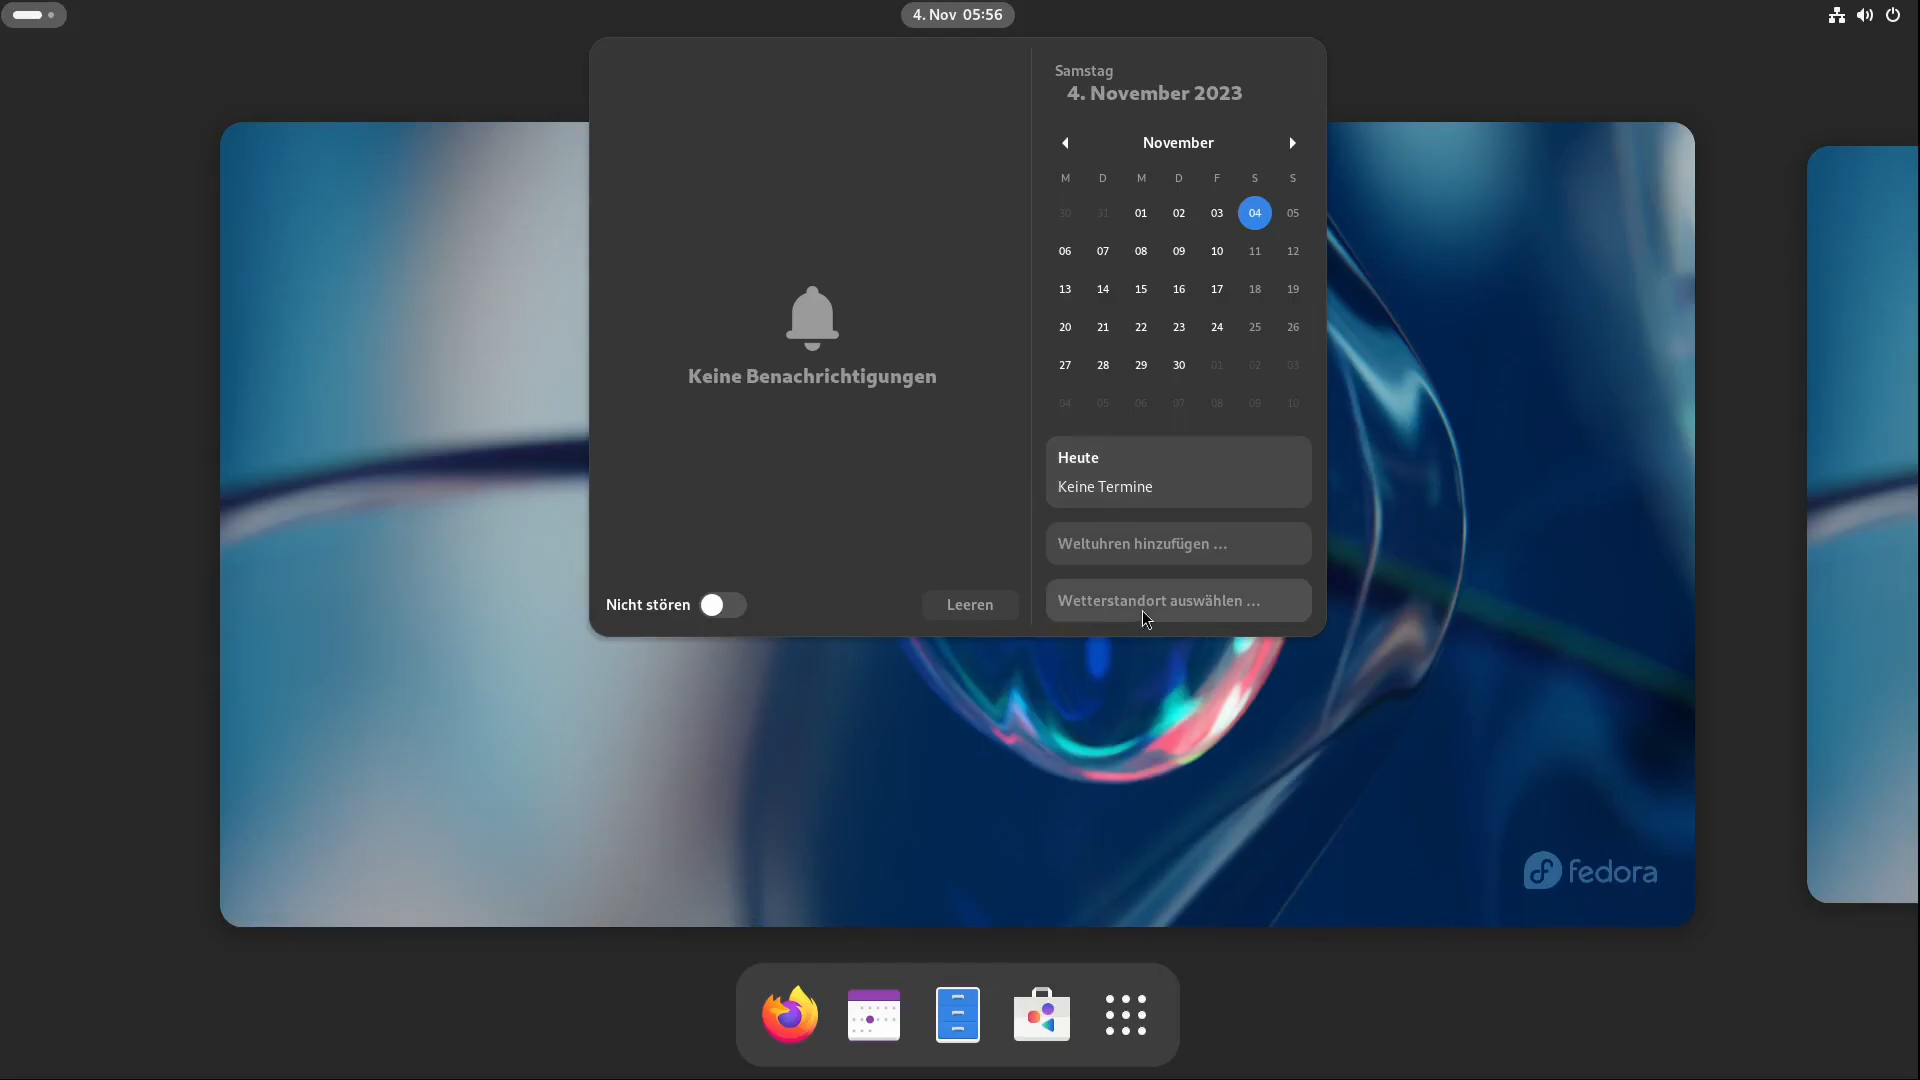 4. Nov 05:56
Samstag
4. November 2023
November
M D M D F S S
30 31 01 02 03 04 05
06 07 08 09 10 11 12
13 14 15 16 17 18 19
20 21 22 23 24 25 26
27 28 29 30 01 02 03
04 05 06 07 08 09 10
Keine Benachrichtigungen
Heute
Keine Termine
Weltuhren hinzufügen …
Wetterstandort auswählen …
Nicht stören
Leeren
fedora